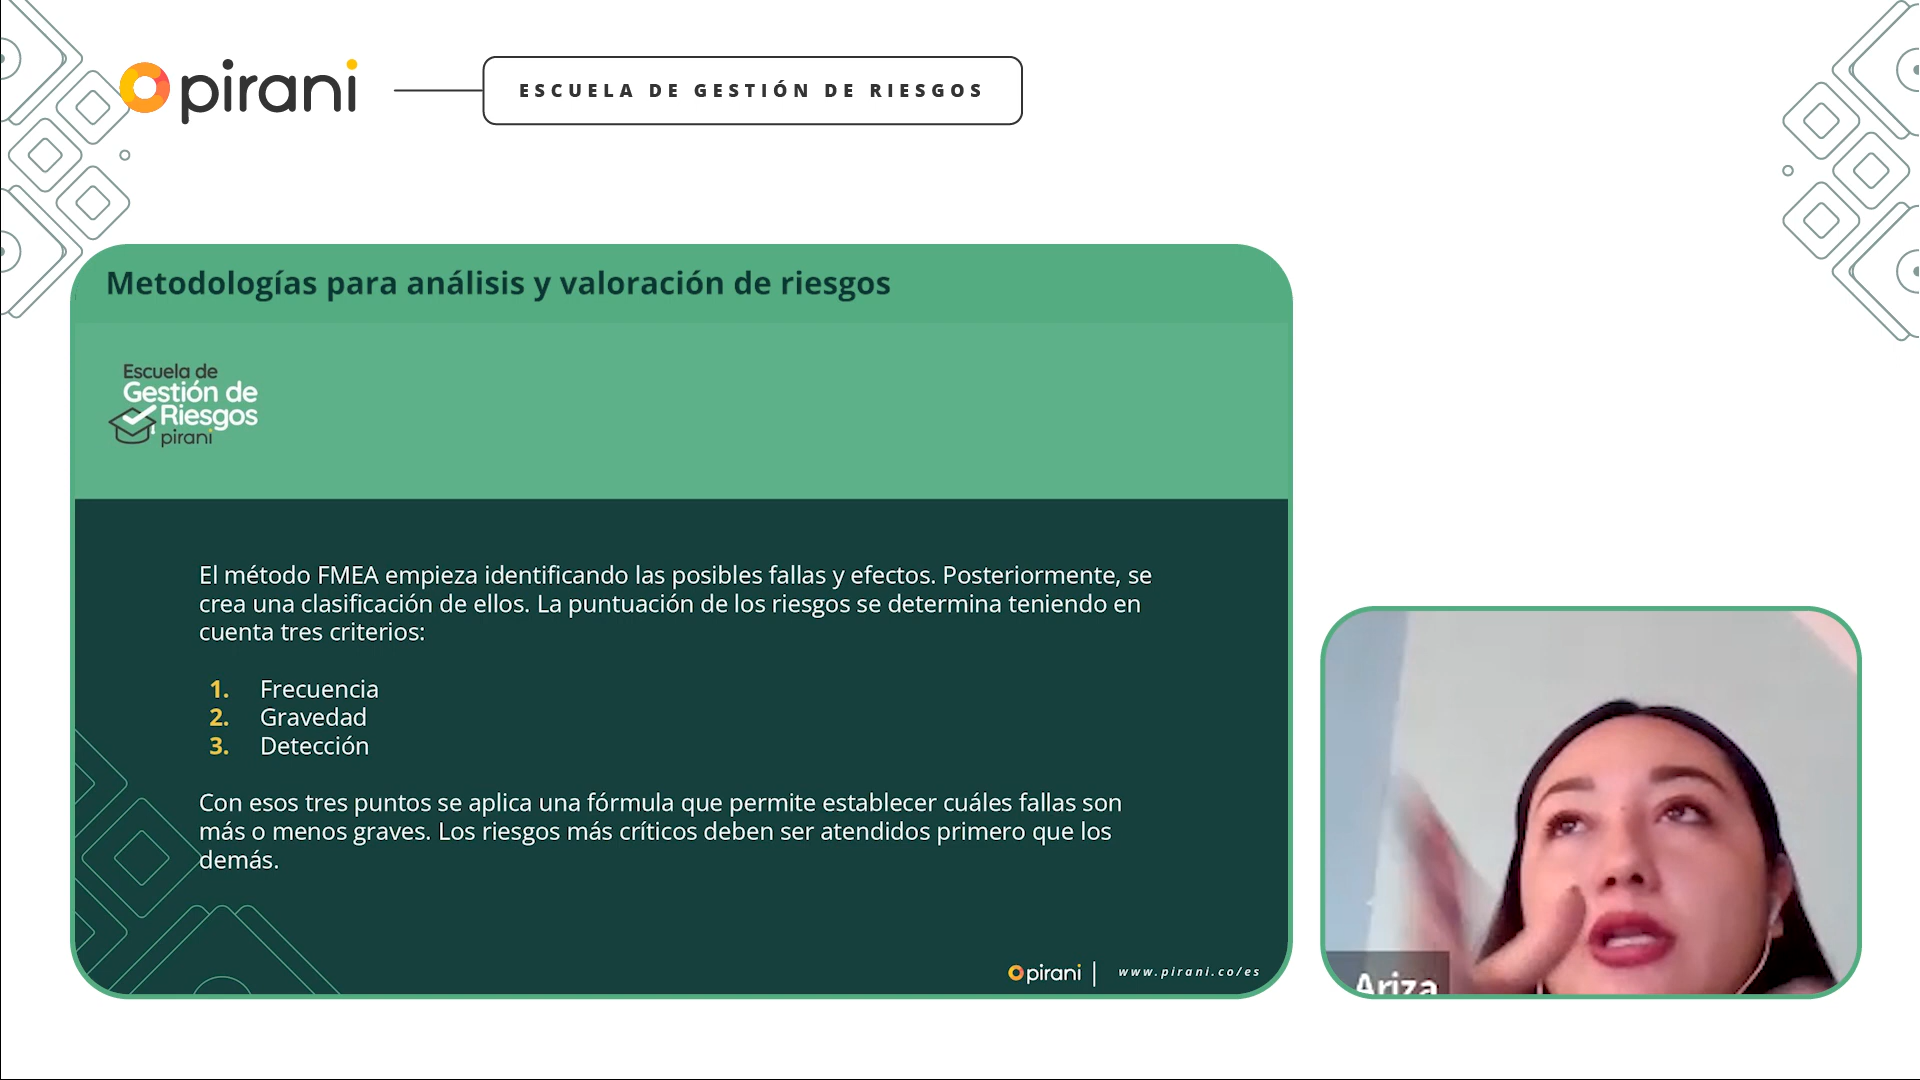 pirani
ESCUELA DE GESTIÓN DE RIESGOS
Metodologías para análisis y valoración de riesgos
Escuela de
Gestión de
Riesgos
pirani
El método FMEA empieza identificando las posibles fallas y efectos. Posteriormente, se
crea una clasificación de ellos. La puntuación de los riesgos se determina teniendo en
cuenta tres criterios:
1. Frecuencia
2. Gravedad
3. Detección
Con esos tres puntos se aplica una fórmula que permite establecer cuáles fallas son
más o menos graves. Los riesgos más críticos deben ser atendidos primero que los
demás.
pirani | www.pirani.co/es
Ariza